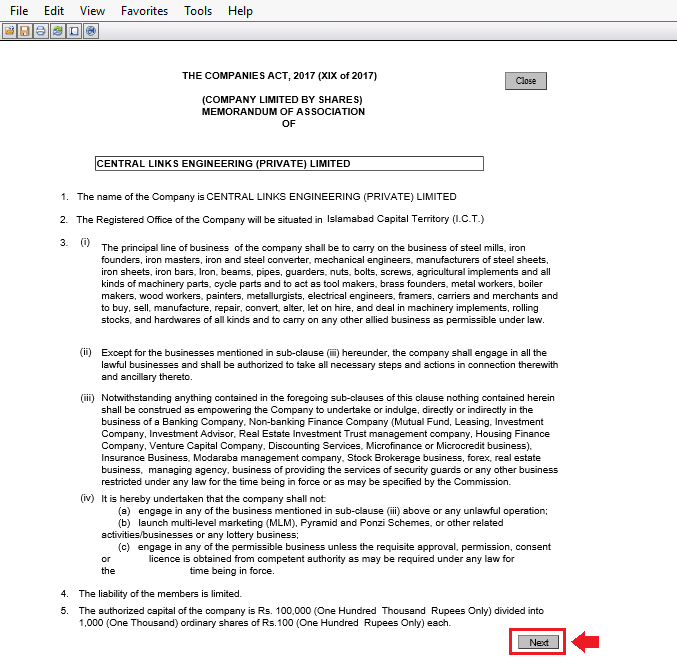 File Edit View Favorites Tools Help
THE COMPANIES ACT, 2017 (XIX of 2017)
Close
(COMPANY LIMITED BY SHARES)
MEMORANDUM OF ASSOCIATION
OF
CENTRAL LINKS ENGINEERING (PRIVATE) LIMITED
1. The name of the Company is CENTRAL LINKS ENGINEERING (PRIVATE) LIMITED
2. The Registered Office of the Company will be situated in Islamabad Capital Territory (I.C.T.)
3. (i) The principal line of business of the company shall be to carry on the business of steel mills, iron
founders, iron masters, iron and steel converter, mechanical engineers, manufacturers of steel sheets,
iron sheets, iron bars, Iron, beams, pipes, guarders, nuts, bolts, screws, agricultural implements and all
kinds of machinery parts, cycle parts and to act as tool makers, brass founders, metal workers, boiler
makers, wood workers, painters, metallurgists, electrical engineers, framers, carriers and merchants and
to buy, sell, manufacture, repair, convert, alter, let on hire, and deal in machinery implements, rolling
stocks, and hardwares of all kinds and to carry on any other allied business as permissible under law.
(ii) Except for the businesses mentioned in sub-clause (iii) hereunder, the company shall engage in all the
lawful businesses and shall be authorized to take all necessary steps and actions in connection therewith
and ancillary thereto.
(iii) Notwithstanding anything contained in the foregoing sub-clauses of this clause nothing contained herein
shall be construed as empowering the Company to undertake or indulge, directly or indirectly in the
business of a Banking Company, Non-banking Finance Company (Mutual Fund, Leasing, Investment
Company, Investment Advisor, Real Estate Investment Trust management company, Housing Finance
Company, Venture Capital Company, Discounting Services, Microfinance or Microcredit business),
Insurance Business, Modaraba management company, Stock Brokerage business, forex, real estate
business, managing agency, business of providing the services of security guards or any other business
restricted under any law for the time being in force or as may be specified by the Commission.
(iv) It is hereby undertaken that the company shall not:
(a) engage in any of the business mentioned in sub-clause (iii) above or any unlawful operation;
(b) launch multi-level marketing (MLM), Pyramid and Ponzi Schemes, or other related
activities/businesses or any lottery business;
(c) engage in any of the permissible business unless the requisite approval, permission, consent
or licence is obtained from competent authority as may be required under any law for
the time being in force.
4. The liability of the members is limited.
5. The authorized capital of the company is Rs. 100,000 (One Hundred Thousand Rupees Only) divided into
1,000 (One Thousand) ordinary shares of Rs.100 (One Hundred Rupees Only) each.
Next